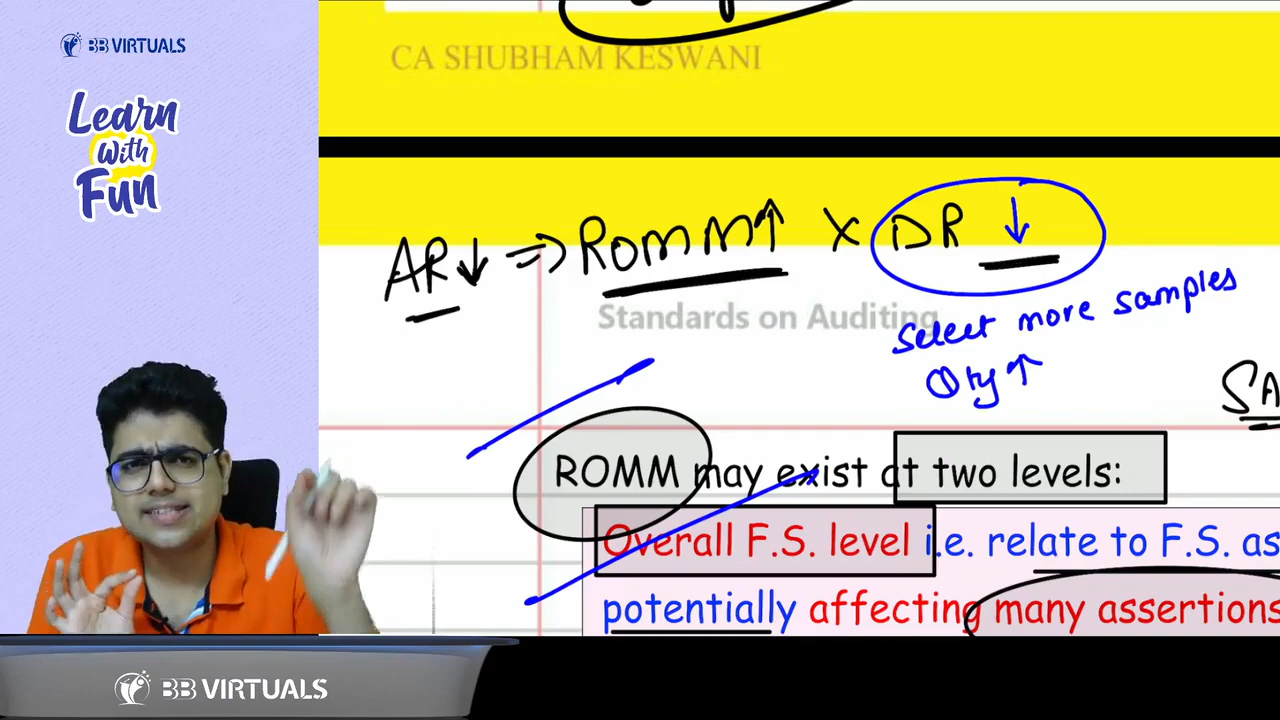 BB VIRTUALS
Learn
with
Fun
CA SHUBHAM KESWANI
AR↓ ⇒ ROMM↑ × DR ↓
Standards on Auditing
Select more samples
Qty ↑
SA
ROMM may exist at two levels:
Overall F.S. level i.e. relate to F.S. as
potentially affecting many assertions
BB VIRTUALS